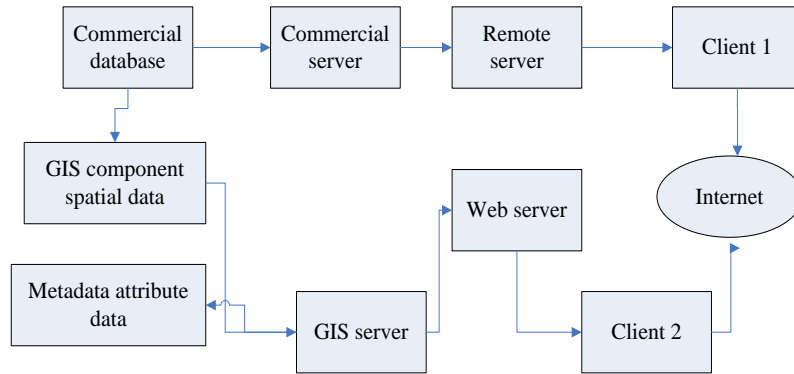 Commercial
database
Commercial
server
Remote
server
Client 1
GIS component
spatial data
Web server
Internet
Metadata attribute
data
GIS server
Client 2